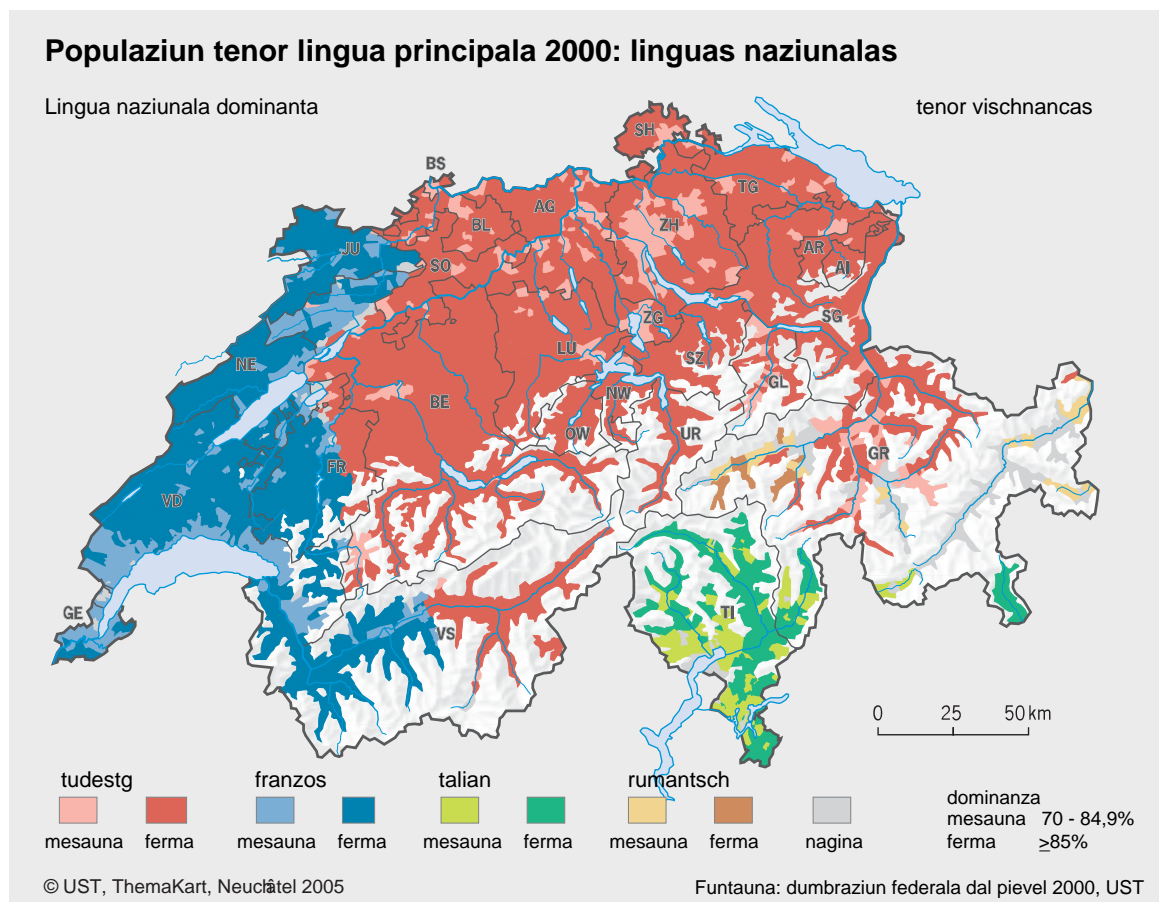 Populaziun tenor lingua principala 2000: linguas naziunalas
Lingua naziunala dominanta
tenor vischnancas
SH
BS
TG
AG
BL
ZH
JU
AR
SO
AI
SG
ZG
LU
SZ
NE
GL
NW
BE
OW
UR
GR
FR
VD
GE
TI
VS
0 25 50 km
tudestg franzos talian rumantsch
mesauna ferma mesauna ferma mesauna ferma mesauna ferma nagina
dominanza
mesauna 70 - 84,9%
ferma ≥85%
© UST, ThemaKart, Neuchâtel 2005
Funtauna: dumbraziun federala dal pievel 2000, UST